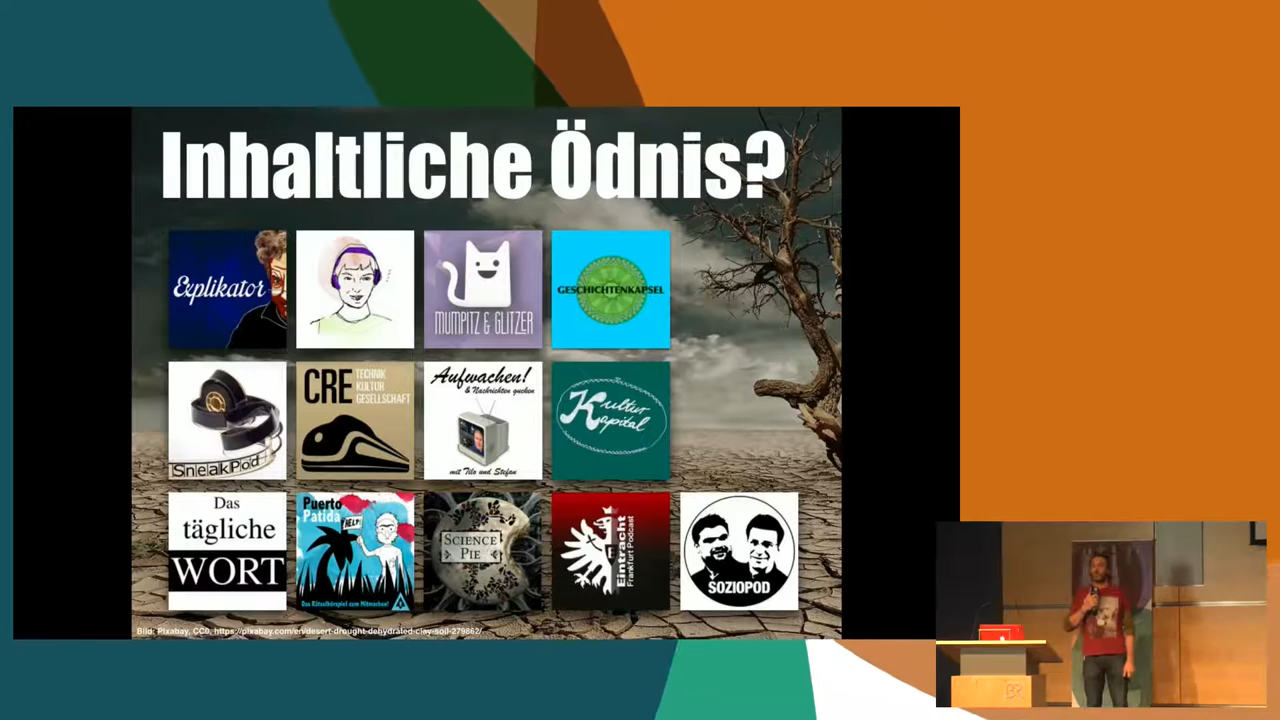 Inhaltliche Ödnis?
Explikator
MUMPITZ & GLITZER
GESCHICHTENKAPSEL
SneakPod
CRE TECHNIK
KULTUR
GESELLSCHAFT
Aufwachen!
& Nachrichten gucken
mit Tilo und Stefan
Kultur
Kapital
Das
tägliche
WORT
Puerto
Patida
HELP!
Das Rätselhörspiel zum Mitmachen!
SCIENCE
PIE
Eintracht
Frankfurt Podcast
SOZIOPOD
Bild: Pixabay, CC0, https://pixabay.com/en/desert-drought-dehydrated-clay-soil-279862/
BR